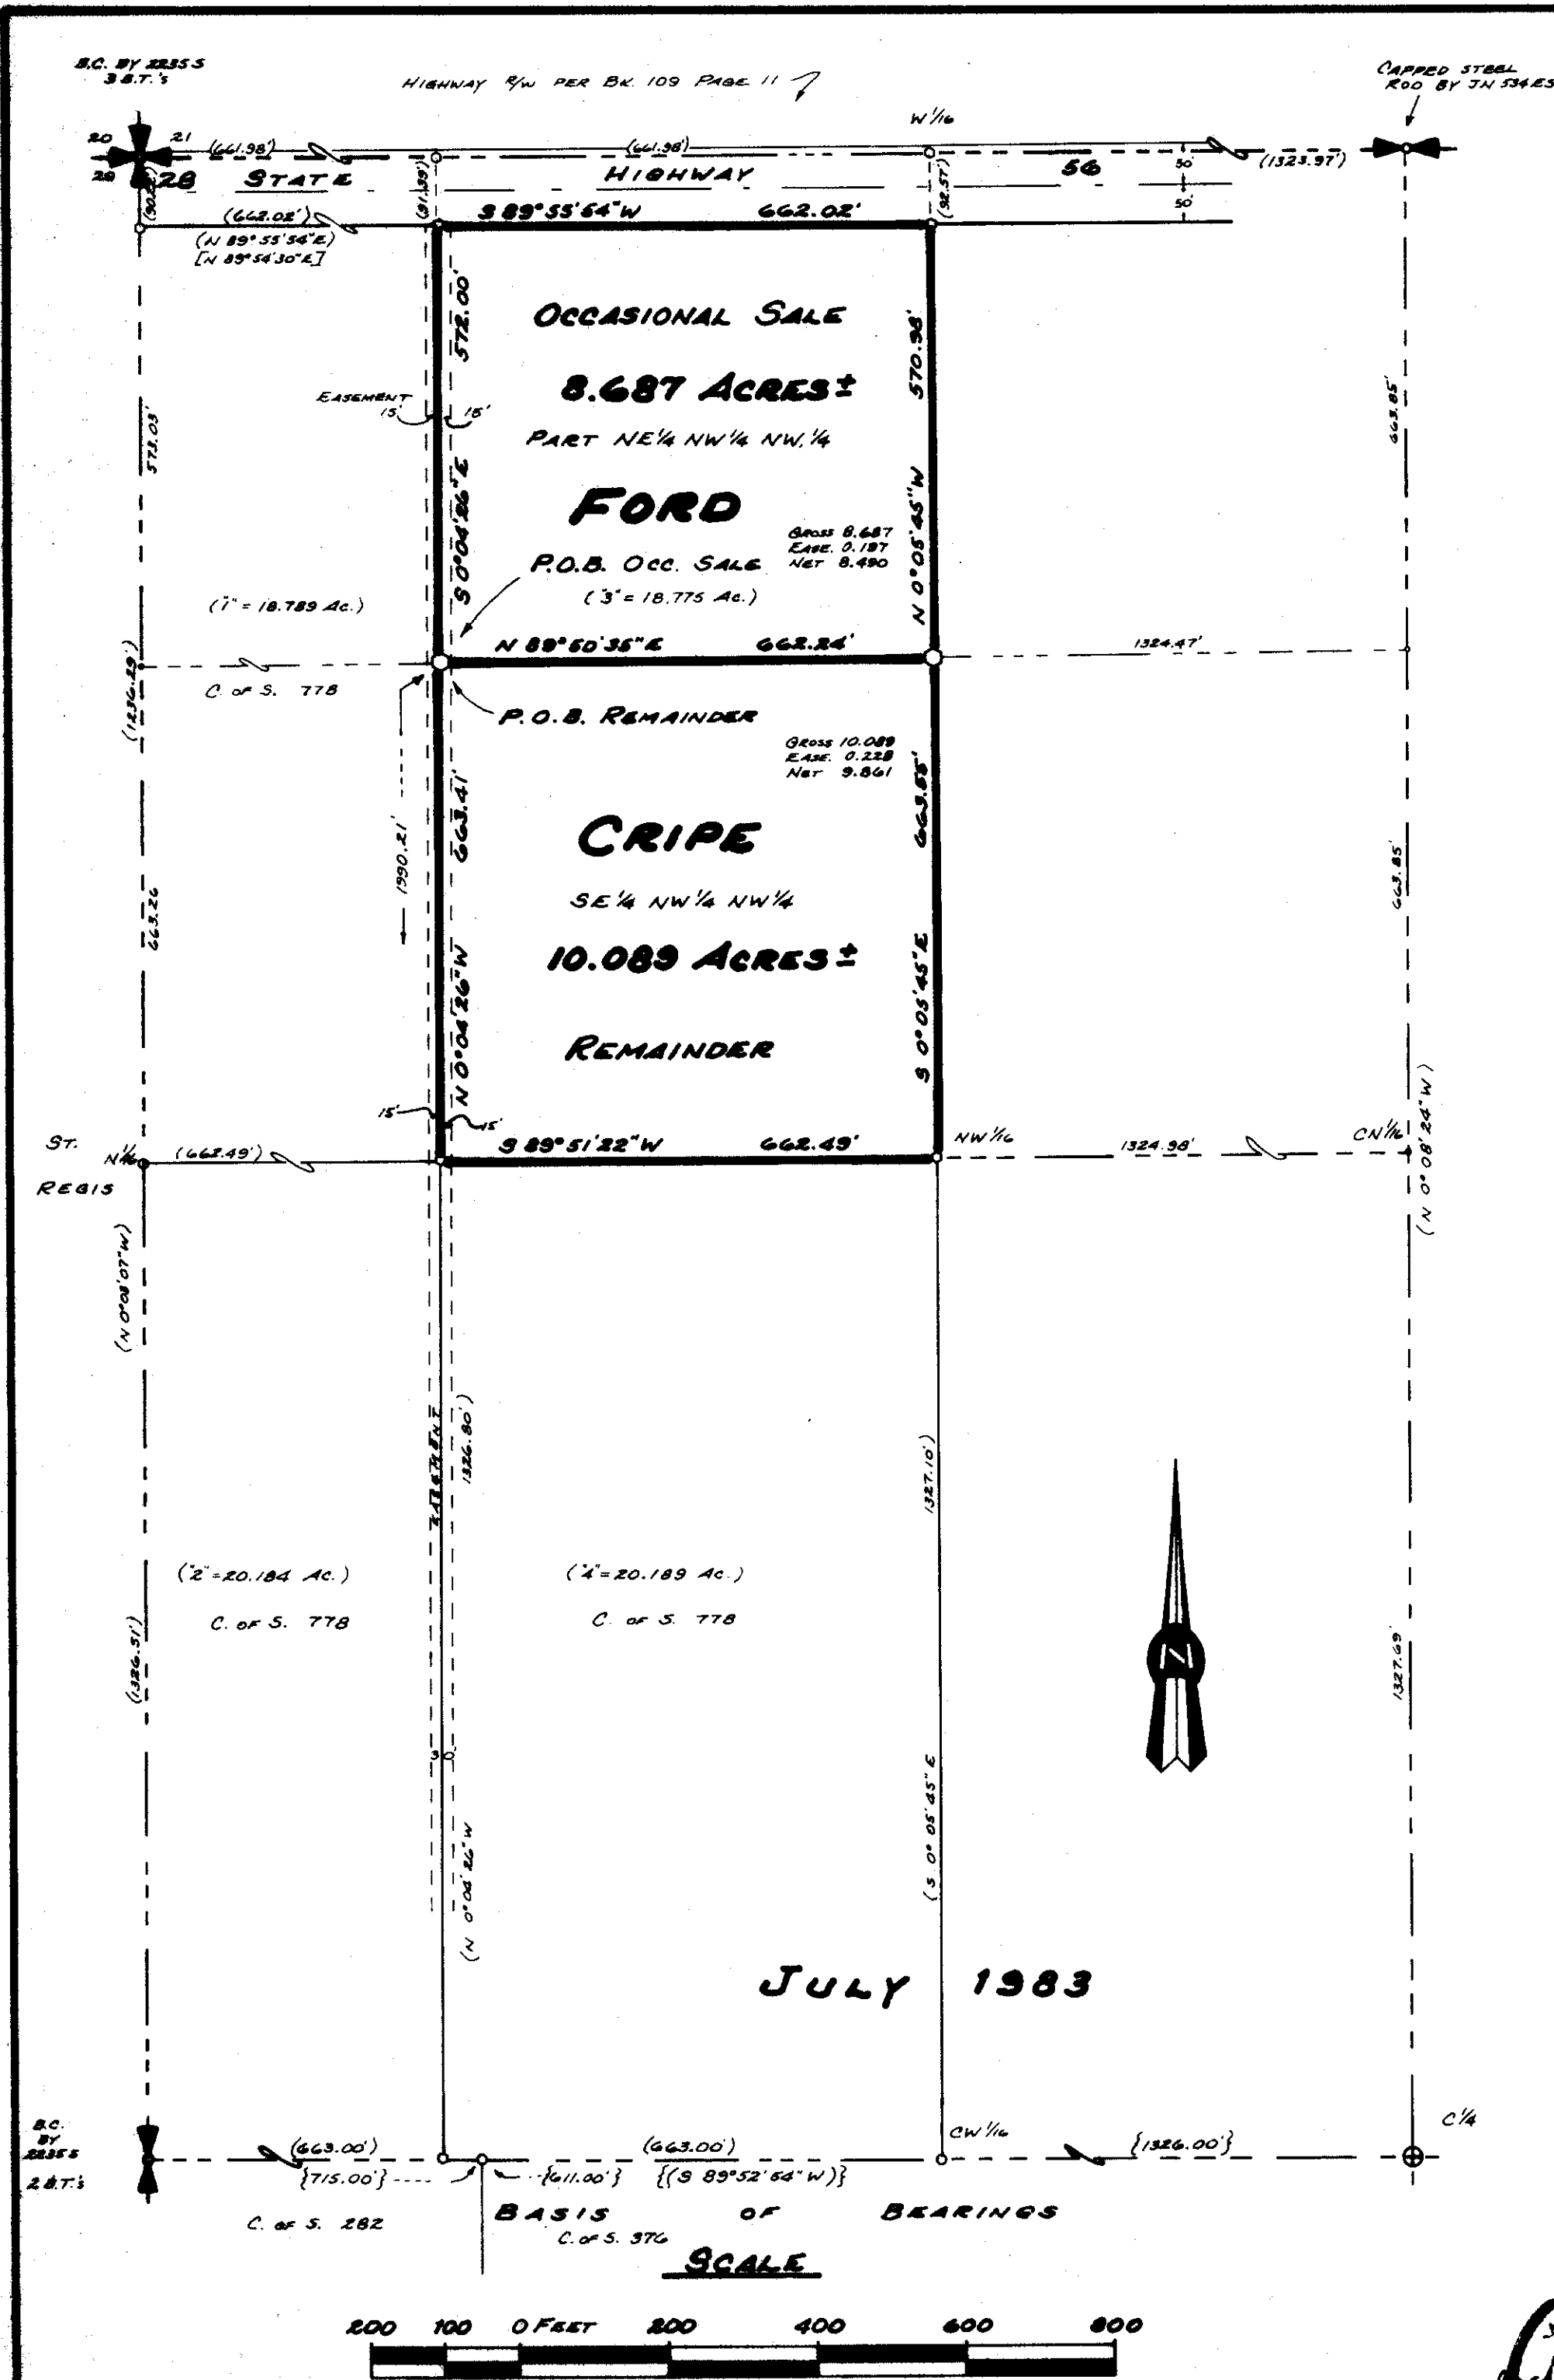 B.C. BY 2235 S
3 B.T.'s
HIGHWAY R/W PER BK. 109 PAGE 11
CAPPED STEEL
ROD BY JN 534 ES
W 1/16
20 21
29 28
(661.98')
(661.98')
(1323.97')
STATE HIGHWAY 56
50'
50'
(91.99')
(92.57')
(662.02')
(N 89°55'54"E)
[N 89°54'30"E]
S 89°55'54"W 662.02'
572.00'
S 0°04'26"E
OCCASIONAL SALE
8.687 ACRES±
PART NE¼ NW¼ NW¼
FORD
GROSS 8.687
EASE. 0.197
NET 8.490
P.O.B. OCC. SALE
("3" = 18.775 Ac.)
570.98'
N 0°05'45"W
EASEMENT
15' 15'
573.03'
663.85'
("1" = 18.789 Ac.)
N 89°50'35"E 662.24'
1324.47'
C. OF S. 778
(1236.29')
P.O.B. REMAINDER
GROSS 10.089
EASE. 0.228
NET 9.861
1990.21'
663.41'
N 0°04'26"W
CRIPE
SE¼ NW¼ NW¼
10.089 ACRES±
REMAINDER
663.55'
S 0°05'45"E
663.26
663.85'
15' 15'
S 89°51'22"W 662.49'
ST.
REGIS
N 1/16
(662.49')
NW 1/16
1324.98'
CN 1/16
(N 0°08'24"W)
(N 0°08'07"W)
EASEMENT
1326.80')
1327.10')
("2" = 20.184 Ac.)
C. OF S. 778
("4" = 20.189 Ac.)
C. OF S. 778
(1326.51')
1327.69'
N
30
(N 0°04'26"W
(S 0°05'45"E
JULY 1983
B.C.
BY
2235 S
2 B.T.'s
(663.00')
{715.00'}
(663.00')
{611.00'} {(S 89°52'54"W)}
CW 1/16
{1326.00'}
C ¼
C. OF S. 282
BASIS OF BEARINGS
C. OF S. 376
SCALE
200 100 0 FEET 200 400 600 800